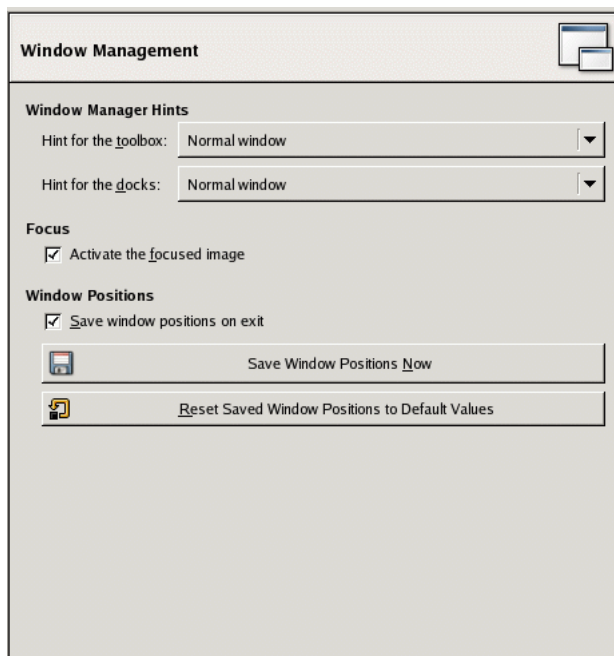 Window Management
Window Manager Hints
Hint for the toolbox: Normal window
Hint for the docks: Normal window
Focus
Activate the focused image
Window Positions
Save window positions on exit
Save Window Positions Now
Reset Saved Window Positions to Default Values